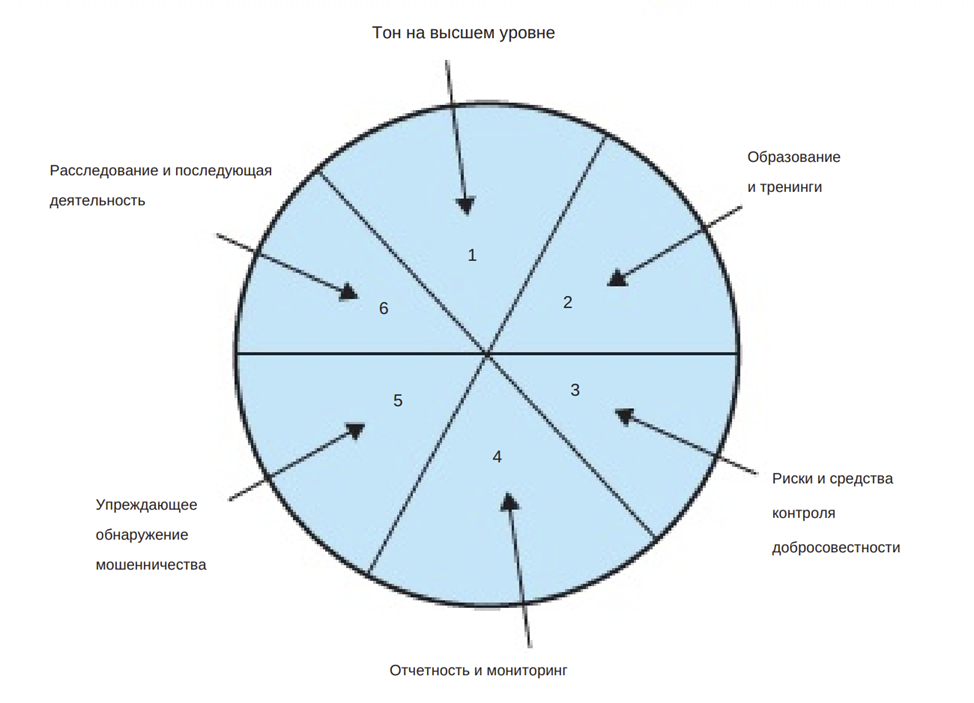 Тон на высшем уровне
Образование
и тренинги
Расследование и последующая
деятельность
1
2
6
3
5
4
Риски и средства
контроля
добросовестности
Упреждающее
обнаружение
мошенничества
Отчетность и мониторинг